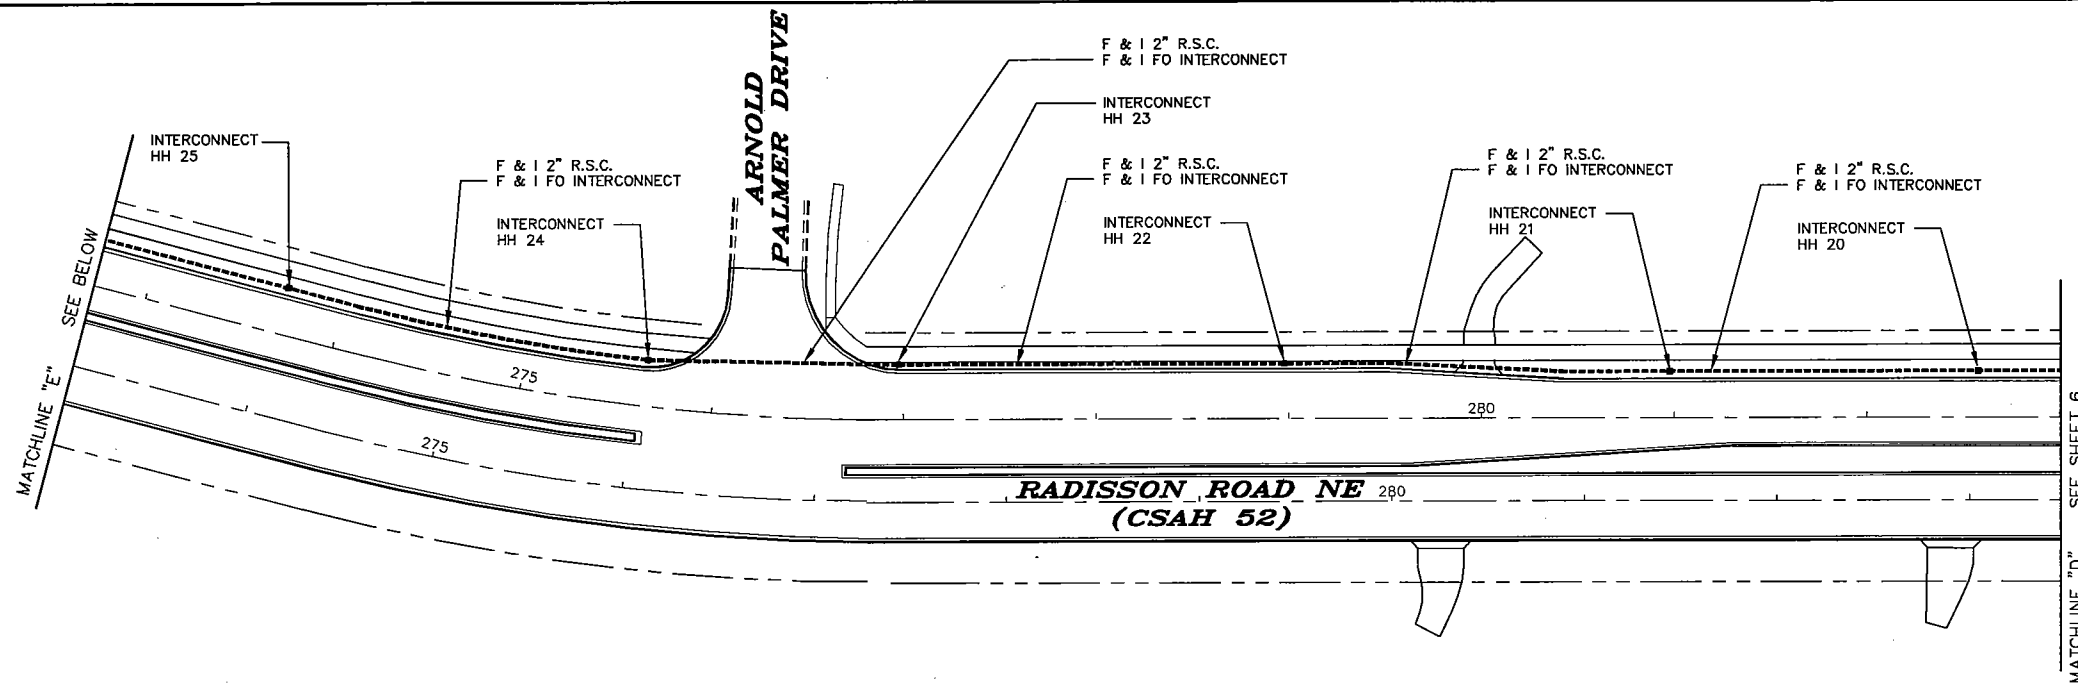 INTERCONNECT
HH 25
F & I 2" R.S.C.
F & I FO INTERCONNECT
INTERCONNECT
HH 24
ARNOLD
PALMER DRIVE
F & I 2" R.S.C.
F & I FO INTERCONNECT
INTERCONNECT
HH 23
F & I 2" R.S.C.
F & I FO INTERCONNECT
INTERCONNECT
HH 22
F & I 2" R.S.C.
F & I FO INTERCONNECT
INTERCONNECT
HH 21
F & I 2" R.S.C.
F & I FO INTERCONNECT
INTERCONNECT
HH 20
SEE BELOW
MATCHLINE "E"
275
275
280
280
RADISSON ROAD NE
(CSAH 52)
MATCHLINE "D" SEE SHEET 6